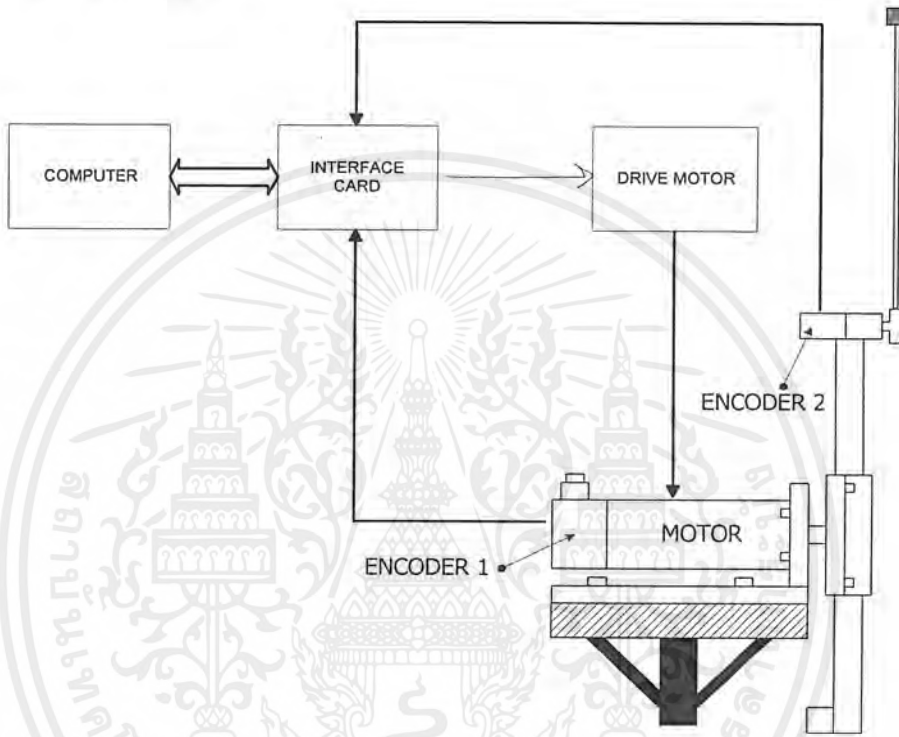 COMPUTER
INTERFACE
CARD
DRIVE MOTOR
ENCODER 2
MOTOR
ENCODER 1